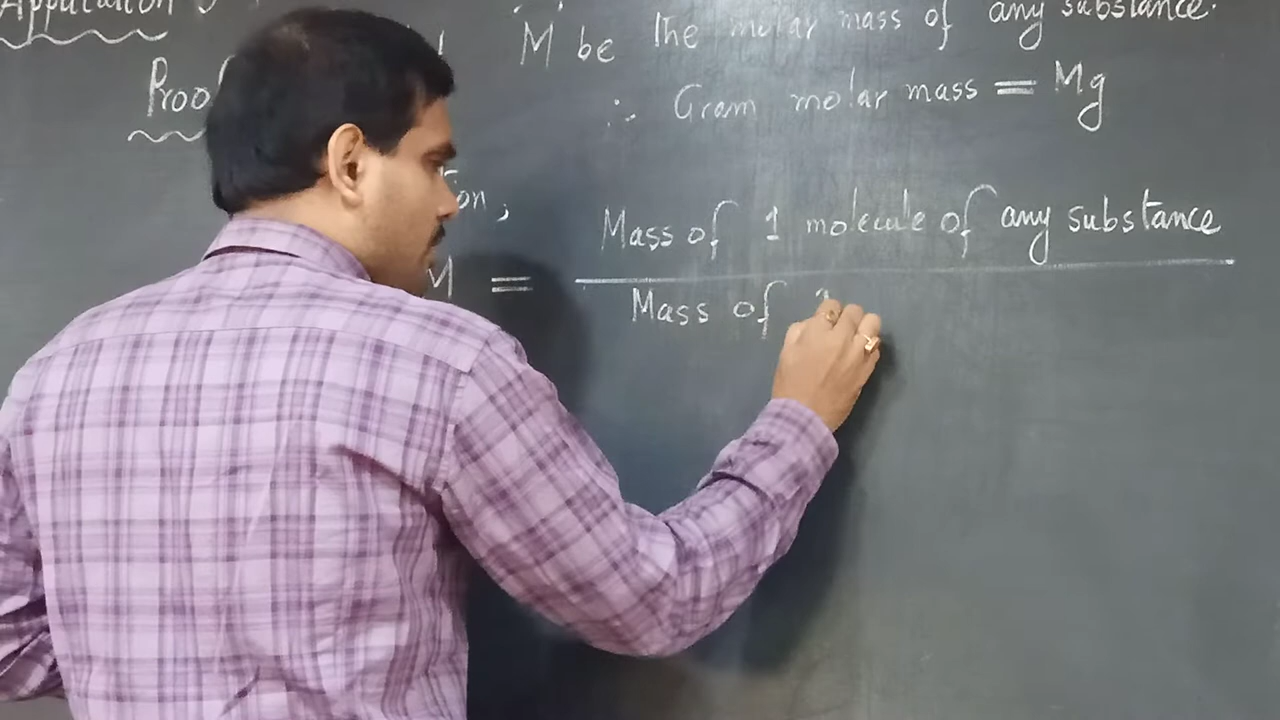 Application
M be the molar mass of any substance.
Proof
∴ Gram molar mass = Mg
Mass of 1 molecule of any substance
M =
Mass of